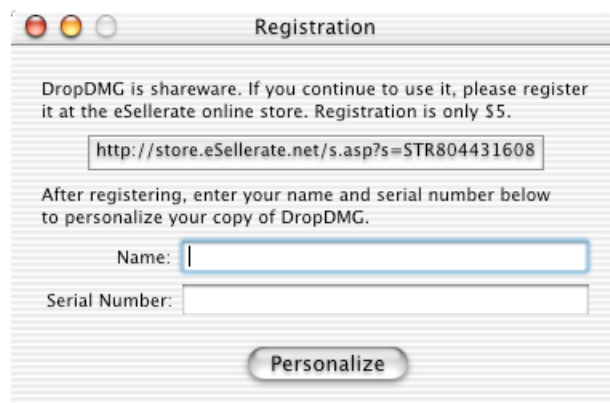 Registration
DropDMG is shareware. If you continue to use it, please register
it at the eSellerate online store. Registration is only $5.
http://store.eSellerate.net/s.asp?s=STR804431608
After registering, enter your name and serial number below
to personalize your copy of DropDMG.
Name:
Serial Number:
Personalize